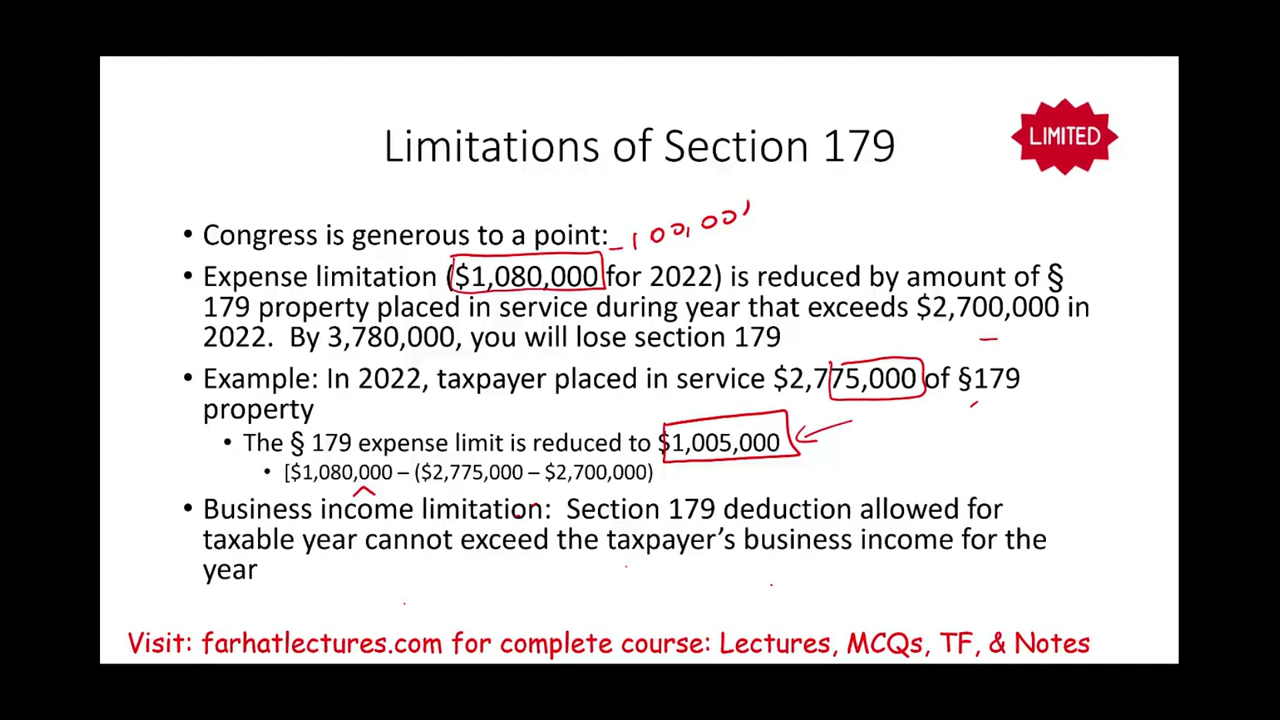 Limitations of Section 179
LIMITED
• Congress is generous to a point:
• Expense limitation ($1,080,000 for 2022) is reduced by amount of §
179 property placed in service during year that exceeds $2,700,000 in
2022. By 3,780,000, you will lose section 179
• Example: In 2022, taxpayer placed in service $2,775,000 of §179
property
• The § 179 expense limit is reduced to $1,005,000
• [$1,080,000 – ($2,775,000 – $2,700,000)
• Business income limitation: Section 179 deduction allowed for
taxable year cannot exceed the taxpayer's business income for the
year
Visit: farhatlectures.com for complete course: Lectures, MCQs, TF, & Notes